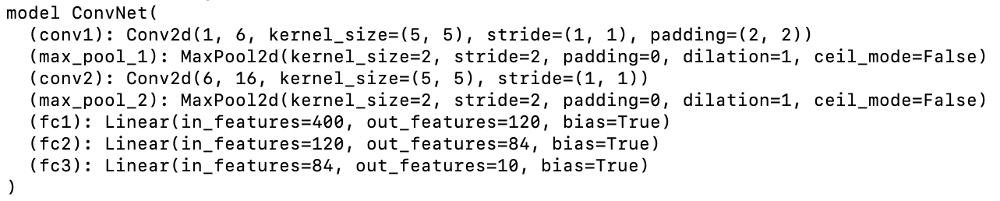 model ConvNet(
  (conv1): Conv2d(1, 6, kernel_size=(5, 5), stride=(1, 1), padding=(2, 2))
  (max_pool_1): MaxPool2d(kernel_size=2, stride=2, padding=0, dilation=1, ceil_mode=False)
  (conv2): Conv2d(6, 16, kernel_size=(5, 5), stride=(1, 1))
  (max_pool_2): MaxPool2d(kernel_size=2, stride=2, padding=0, dilation=1, ceil_mode=False)
  (fc1): Linear(in_features=400, out_features=120, bias=True)
  (fc2): Linear(in_features=120, out_features=84, bias=True)
  (fc3): Linear(in_features=84, out_features=10, bias=True)
)